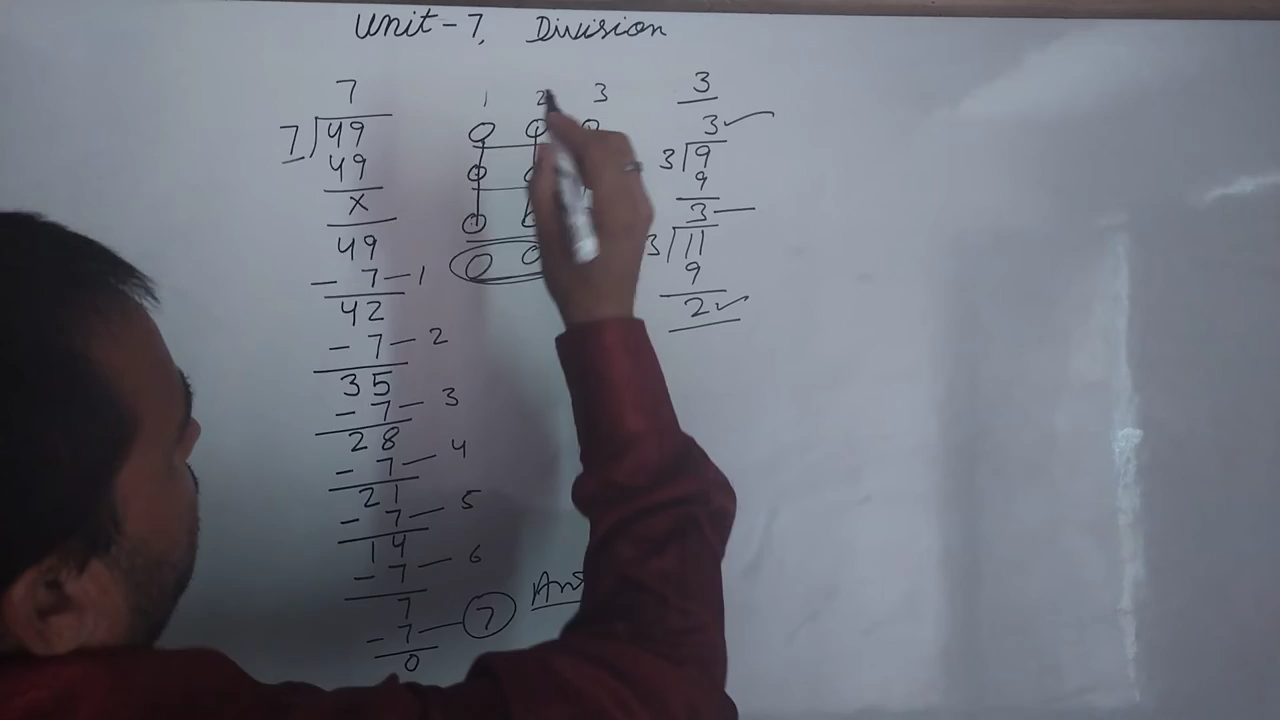 Unit-7, Division
7
7)49
49
x
49
- 7 — 1
42
- 7 — 2
35
- 7 — 3
28
- 7 — 4
21
- 7 — 5
14
- 7 — 6
7
- 7 — 7
0
Ans
1 2 3
3
3
3)9
9
3
3)11
9
2